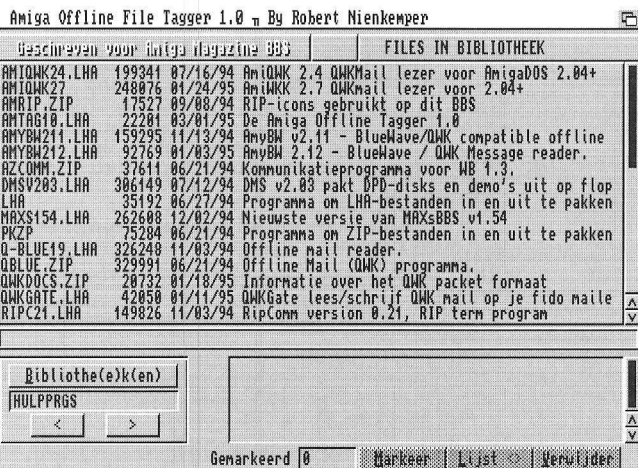 Amiga Offline File Tagger 1.0 ¤ By Robert Nienkemper
Geschreven voor Amiga Magazine BBS
FILES IN BIBLIOTHEEK
AMIQWK24.LHA 199341 07/16/94 AmiQWK 2.4 QWKMail lezer voor AmigaDOS 2.04+
AMIQWK27 248076 01/24/95 AmiWKK 2.7 QWKMail lezer voor 2.04+
AMRIP.ZIP 17527 09/08/94 RIP-icons gebruikt op dit BBS
AMTAG10.LHA 22201 03/01/95 De Amiga Offline Tagger 1.0
AMYBW211.LHA 159295 11/13/94 AmyBW v2.11 - BlueWave/QWK compatible offline
AMYBW212.LHA 92769 01/03/95 AmyBW 2.12 - BlueWave / QWK Message reader.
AZCOMM.ZIP 37611 06/21/94 Kommunikatieprogramma voor WB 1.3.
DMSV203.LHA 306149 07/12/94 DMS v2.03 pakt DPD-disks en demo's uit op flop
LHA 35192 06/27/94 Programma om LHA-bestanden in en uit te pakken
MAXS154.LHA 262608 12/02/94 Nieuwste versie van MAXsBBS v1.54
PKZP 75284 06/21/94 Programma om ZIP-bestanden in en uit te pakken
Q-BLUE19.LHA 326248 11/03/94 Offline mail reader.
QBLUE.ZIP 329991 06/21/94 Offline Mail (QWK) programma.
QWKDOCS.ZIP 20732 01/18/95 Informatie over het QWK packet formaat
QWKGATE.LHA 42050 01/11/95 QWKGate lees/schrijf QWK mail op je fido maile
RIPC21.LHA 149826 11/03/94 RipComm version 0.21, RIP term program
Bibliothe(e)k(en)
HULPPRGS
< >
Gemarkeerd 0 Markeer Lijst <> Verwijder